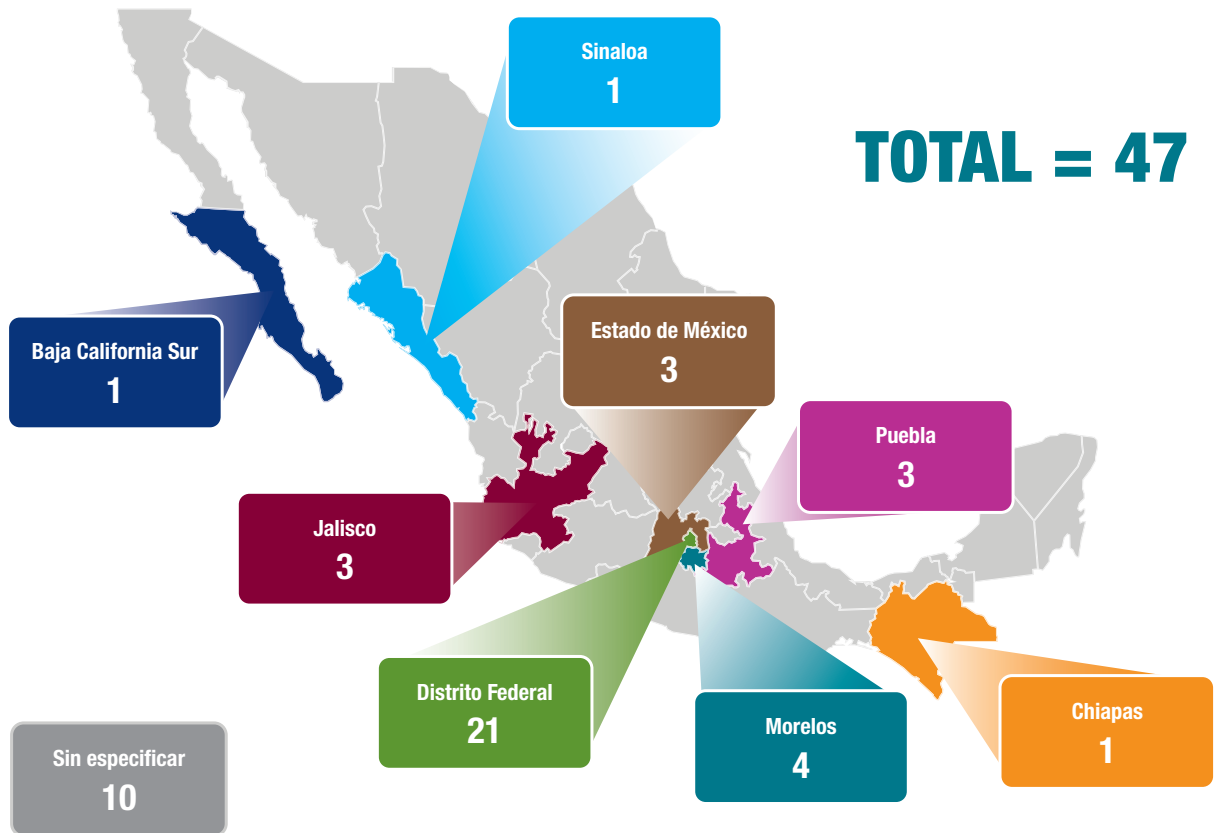 Sinaloa
1
TOTAL = 47
Baja California Sur
1
Estado de México
3
Puebla
3
Jalisco
3
Distrito Federal
21
Morelos
4
Chiapas
1
Sin especificar
10